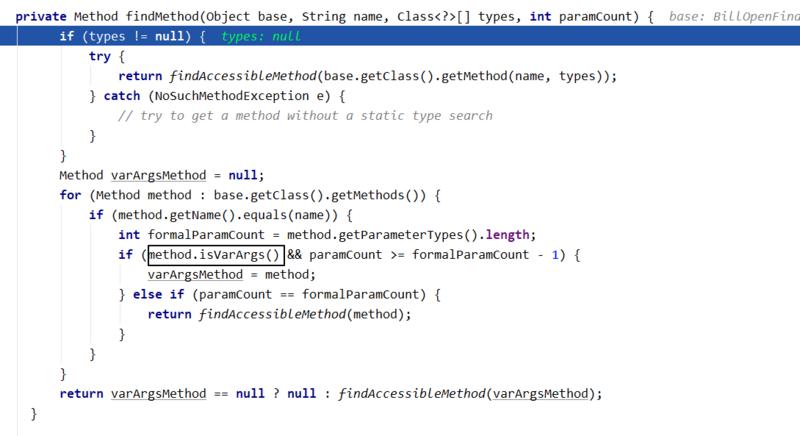 private Method findMethod(Object base, String name, Class<?>[] types, int paramCount) {  base: BillOpenFind
if (types != null) {  types: null
try {
return findAccessibleMethod(base.getClass().getMethod(name, types));
} catch (NoSuchMethodException e) {
// try to get a method without a static type search
}
}
Method varArgsMethod = null;
for (Method method : base.getClass().getMethods()) {
if (method.getName().equals(name)) {
int formalParamCount = method.getParameterTypes().length;
if (method.isVarArgs() && paramCount >= formalParamCount - 1) {
varArgsMethod = method;
} else if (paramCount == formalParamCount) {
return findAccessibleMethod(method);
}
}
}
return varArgsMethod == null ? null : findAccessibleMethod(varArgsMethod);
}